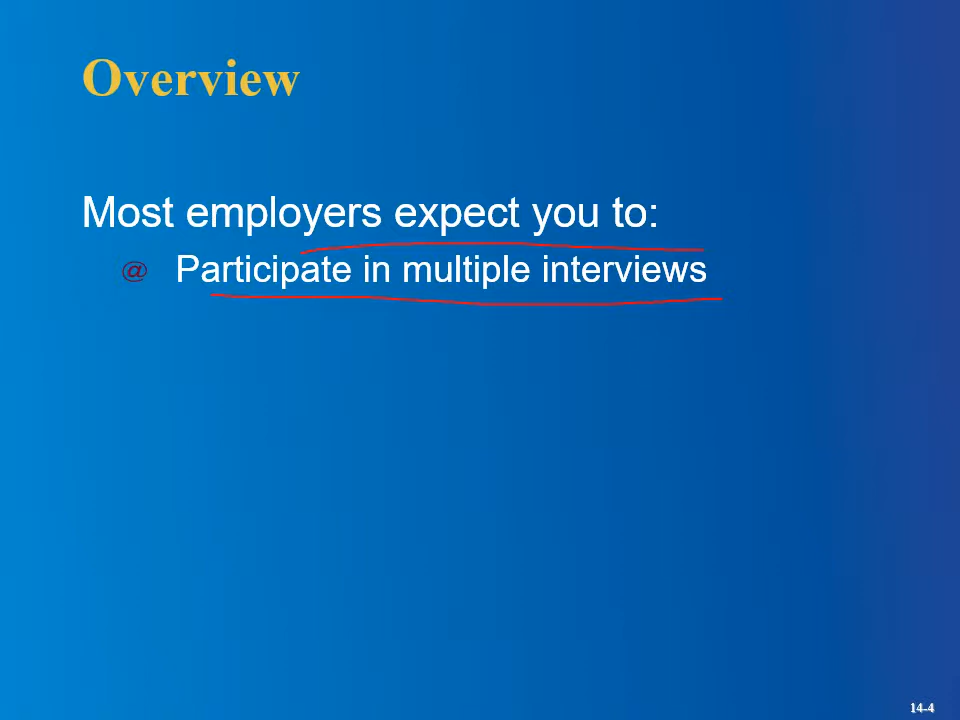 Overview
Most employers expect you to:
@ Participate in multiple interviews
14-4